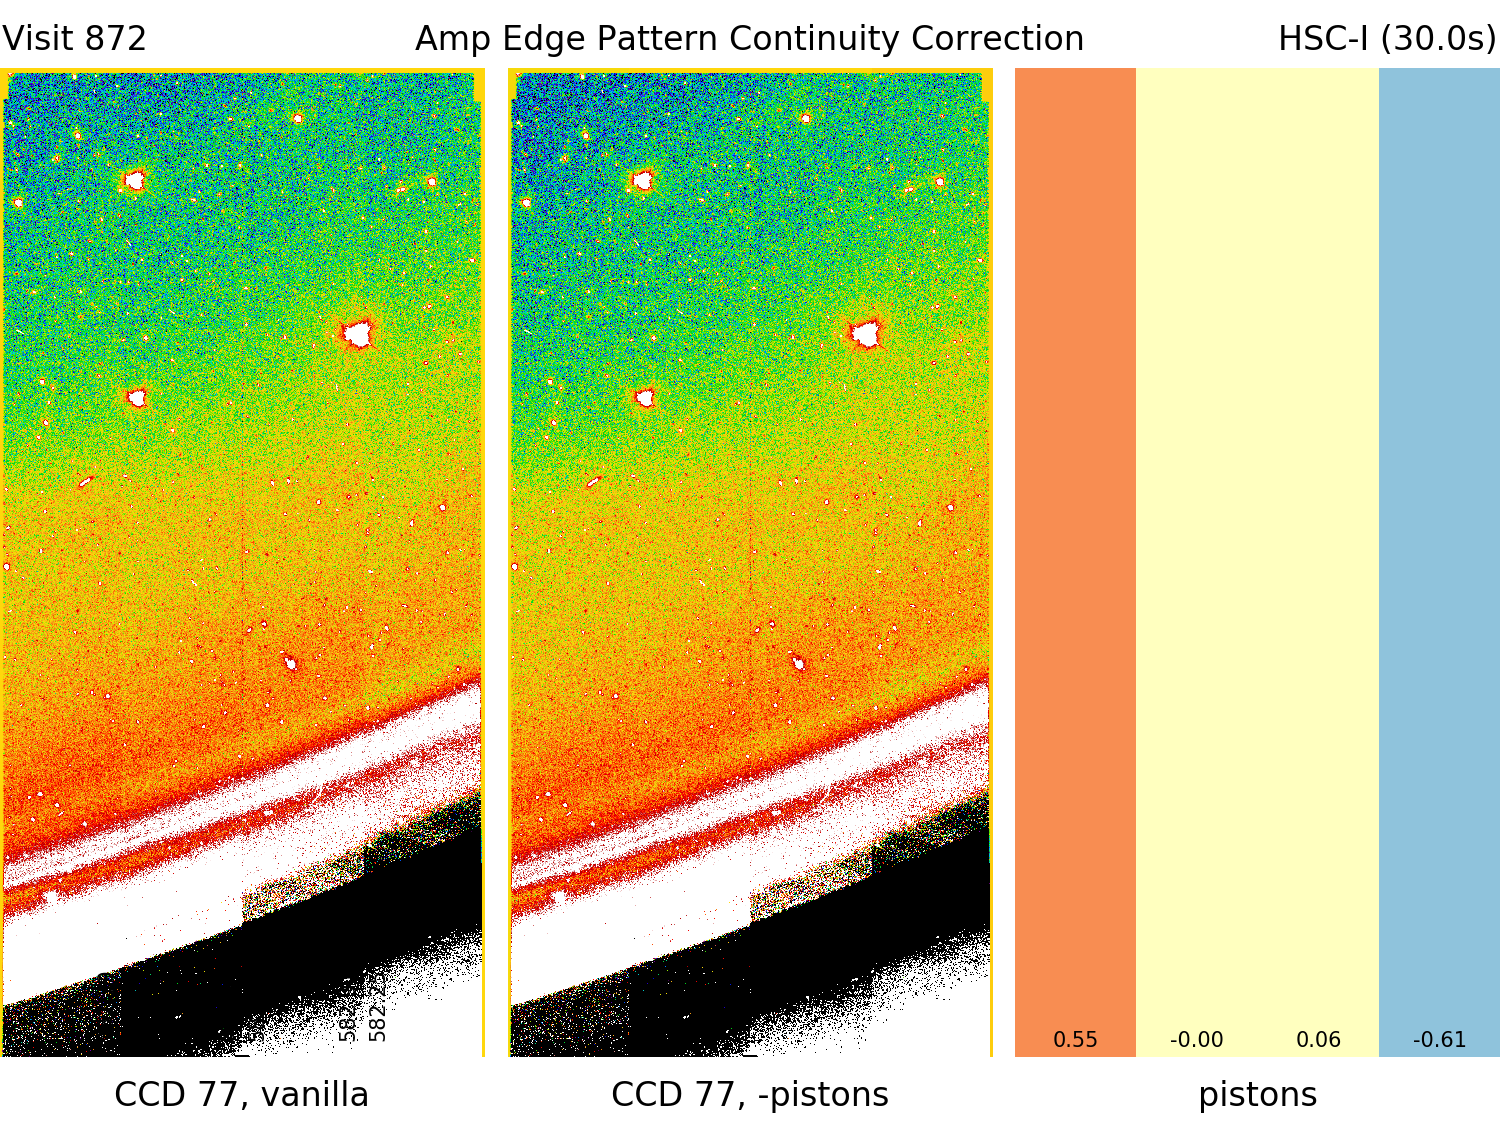 Visit 872
Amp Edge Pattern Continuity Correction
HSC-I (30.0s)
0.55
-0.00
0.06
-0.61
CCD 77, vanilla
CCD 77, -pistons
pistons